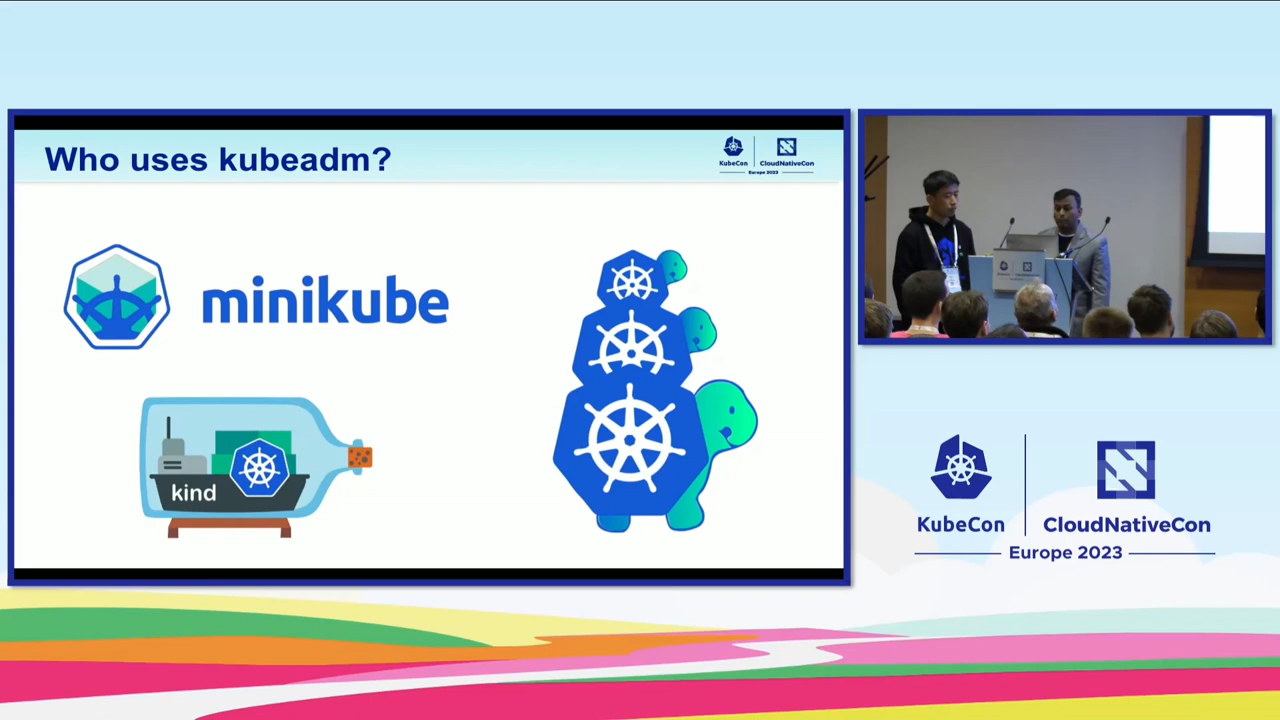 Who uses kubeadm?
KubeCon
CloudNativeCon
Europe 2023
minikube
kind
KubeCon
CloudNativeCon
Europe 2023